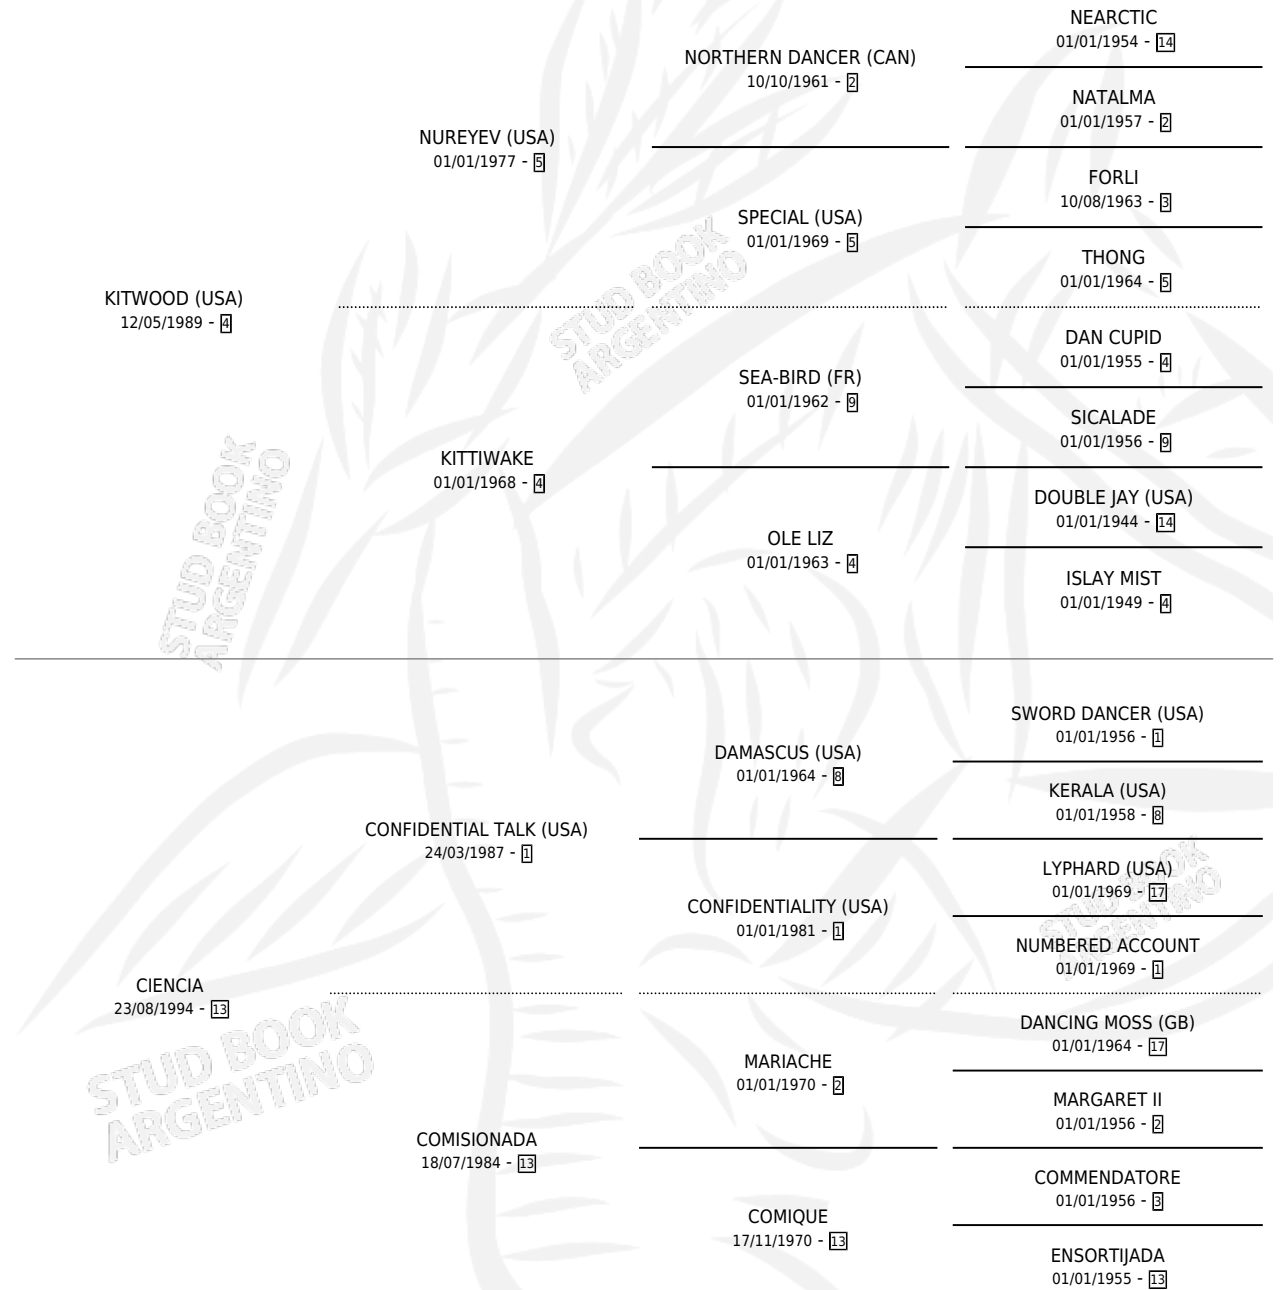 NEARCTIC
01/01/1954 - 14
NORTHERN DANCER (CAN)
10/10/1961 - 2
NATALMA
01/01/1957 - 2
NUREYEV (USA)
01/01/1977 - 5
FORLI
10/08/1963 - 3
SPECIAL (USA)
01/01/1969 - 5
THONG
01/01/1964 - 5
KITWOOD (USA)
12/05/1989 - 4
DAN CUPID
01/01/1955 - 4
SEA-BIRD (FR)
01/01/1962 - 9
SICALADE
01/01/1956 - 9
KITTIWAKE
01/01/1968 - 4
DOUBLE JAY (USA)
01/01/1944 - 14
OLE LIZ
01/01/1963 - 4
ISLAY MIST
01/01/1949 - 4
STUD BOOK
ARGENTINO
STUD BOOK
ARGENTINO
SWORD DANCER (USA)
01/01/1956 - 1
DAMASCUS (USA)
01/01/1964 - 8
KERALA (USA)
01/01/1958 - 8
CONFIDENTIAL TALK (USA)
24/03/1987 - 1
LYPHARD (USA)
01/01/1969 - 17
CONFIDENTIALITY (USA)
01/01/1981 - 1
NUMBERED ACCOUNT
01/01/1969 - 1
STUD BOOK
ARGENTINO
CIENCIA
23/08/1994 - 13
DANCING MOSS (GB)
01/01/1964 - 17
MARIACHE
01/01/1970 - 2
MARGARET II
01/01/1956 - 2
COMISIONADA
18/07/1984 - 13
COMMENDATORE
01/01/1956 - 3
COMIQUE
17/11/1970 - 13
ENSORTIJADA
01/01/1955 - 13
STUD BOOK
ARGENTINO